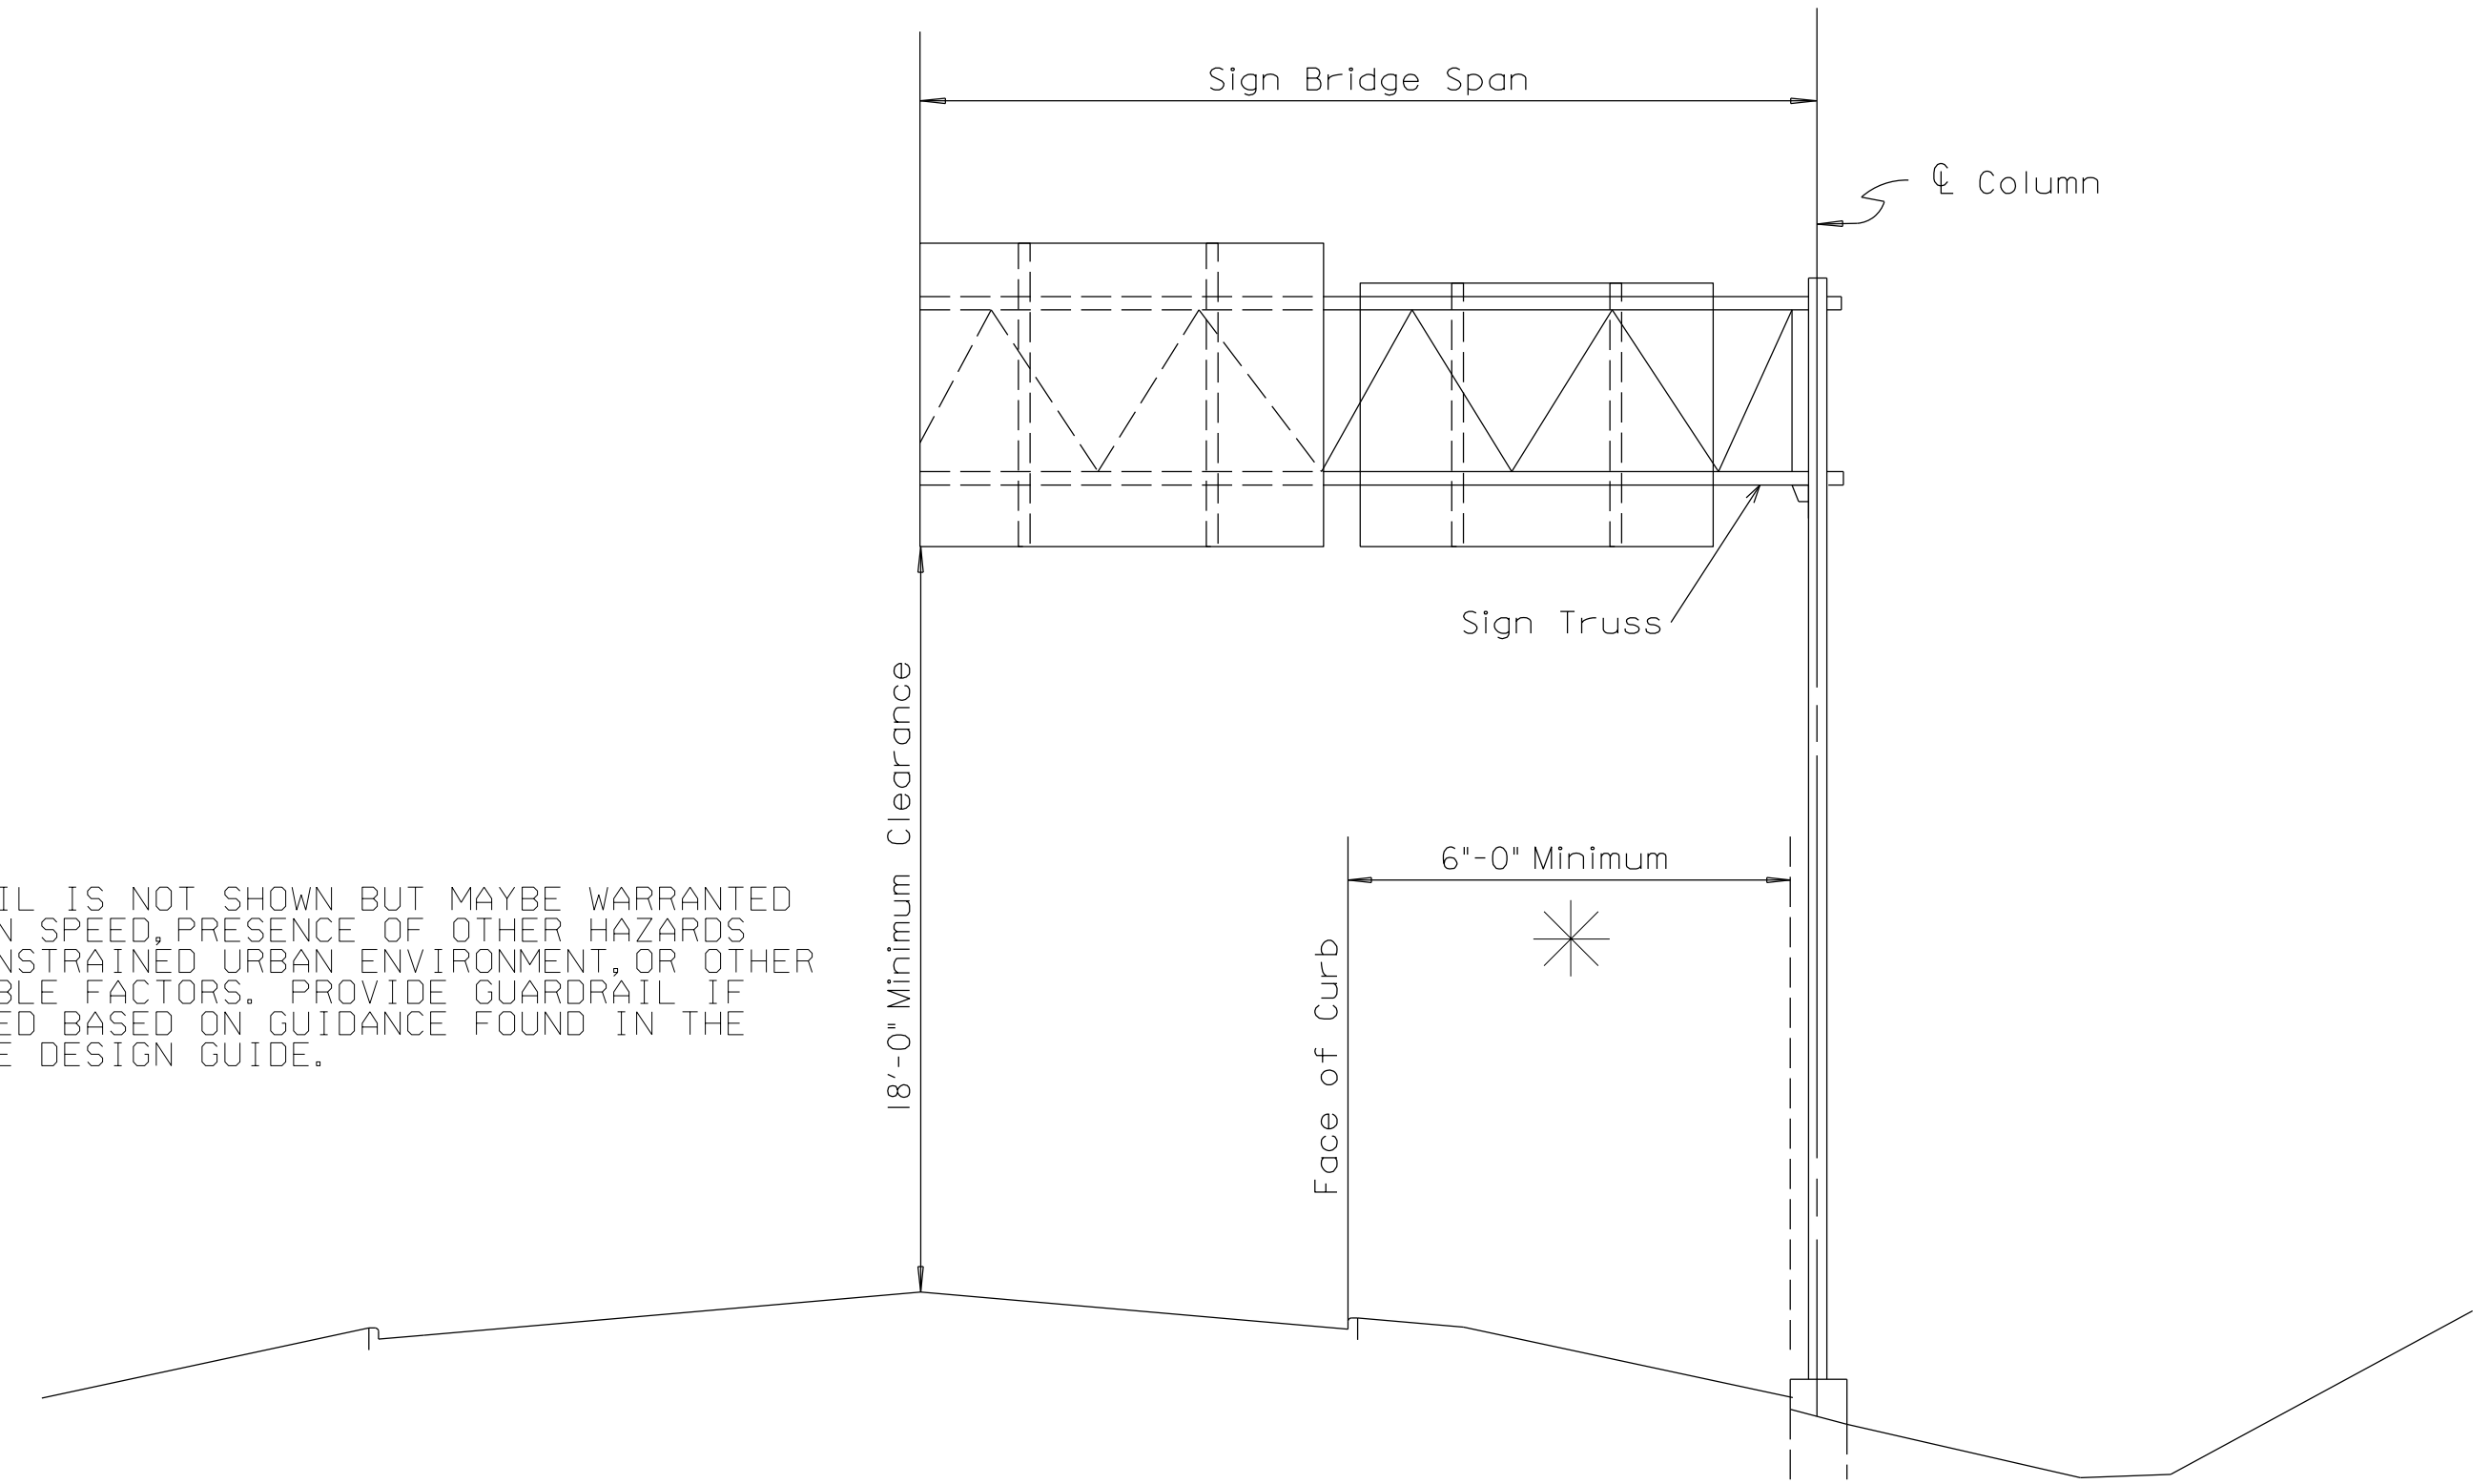 Sign Bridge Span
℄ Column
Sign Truss
18'-0" Minimum Clearance
6"-0" Minimum
Face of Curb
IL IS NOT SHOWN BUT MAYBE WARRANTED
N SPEED, PRESENCE OF OTHER HAZARDS
NSTRAINED URBAN ENVIRONMENT, OR OTHER
BLE FACTORS. PROVIDE GUARDRAIL IF
ED BASED ON GUIDANCE FOUND IN THE
E DESIGN GUIDE.